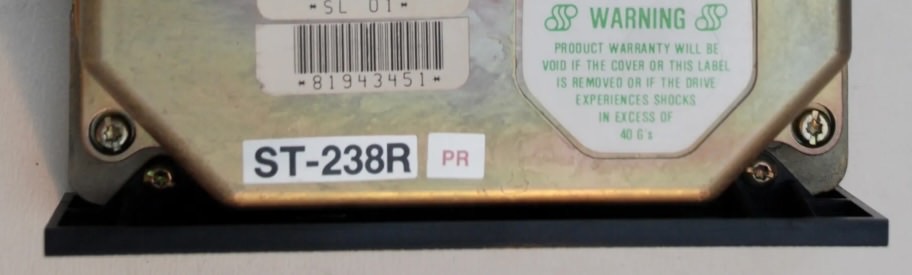 *SL 01*
*81943451*
WARNING
PRODUCT WARRANTY WILL BE
VOID IF THE COVER OR THIS LABEL
IS REMOVED OR IF THE DRIVE
EXPERIENCES SHOCKS
IN EXCESS OF
40 G's
ST-238R
PR